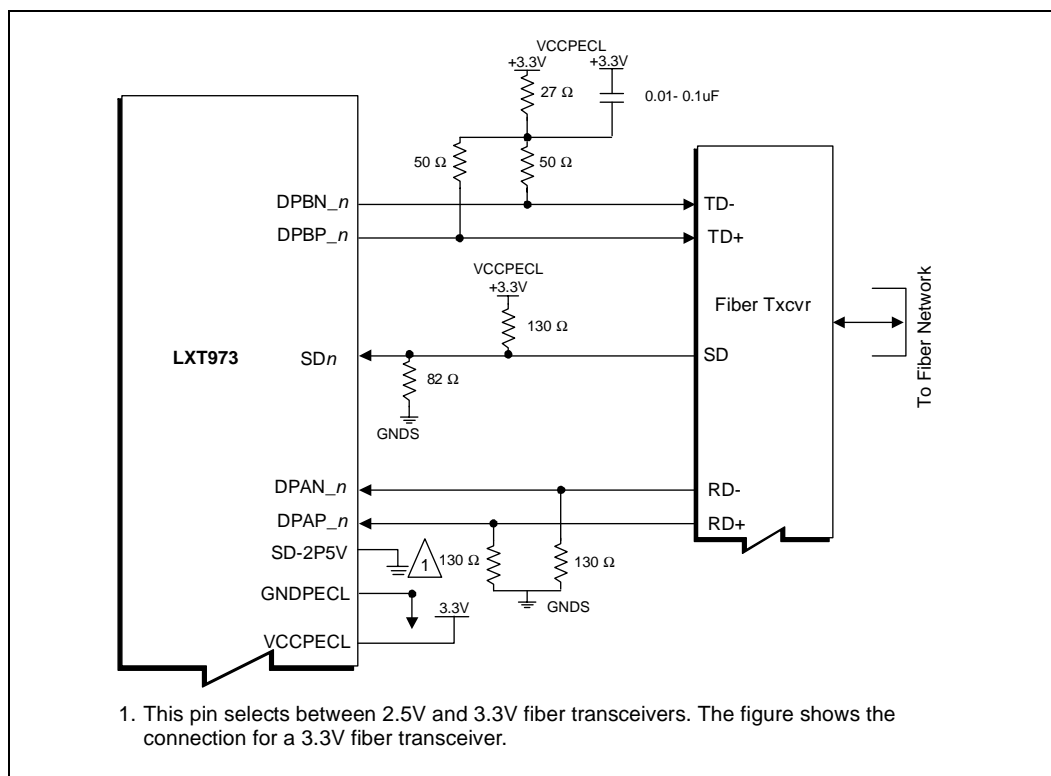 VCCPECL
+3.3V
+3.3V
27 Ω
0.01- 0.1uF
50 Ω
50 Ω
DPBN_n
TD-
DPBP_n
TD+
VCCPECL
+3.3V
130 Ω
Fiber Txcvr
To Fiber Network
LXT973
SDn
SD
82 Ω
GNDS
DPAN_n
RD-
DPAP_n
RD+
SD-2P5V
1
130 Ω
130 Ω
GNDPECL
GNDS
3.3V
VCCPECL
1. This pin selects between 2.5V and 3.3V fiber transceivers. The figure shows the
connection for a 3.3V fiber transceiver.